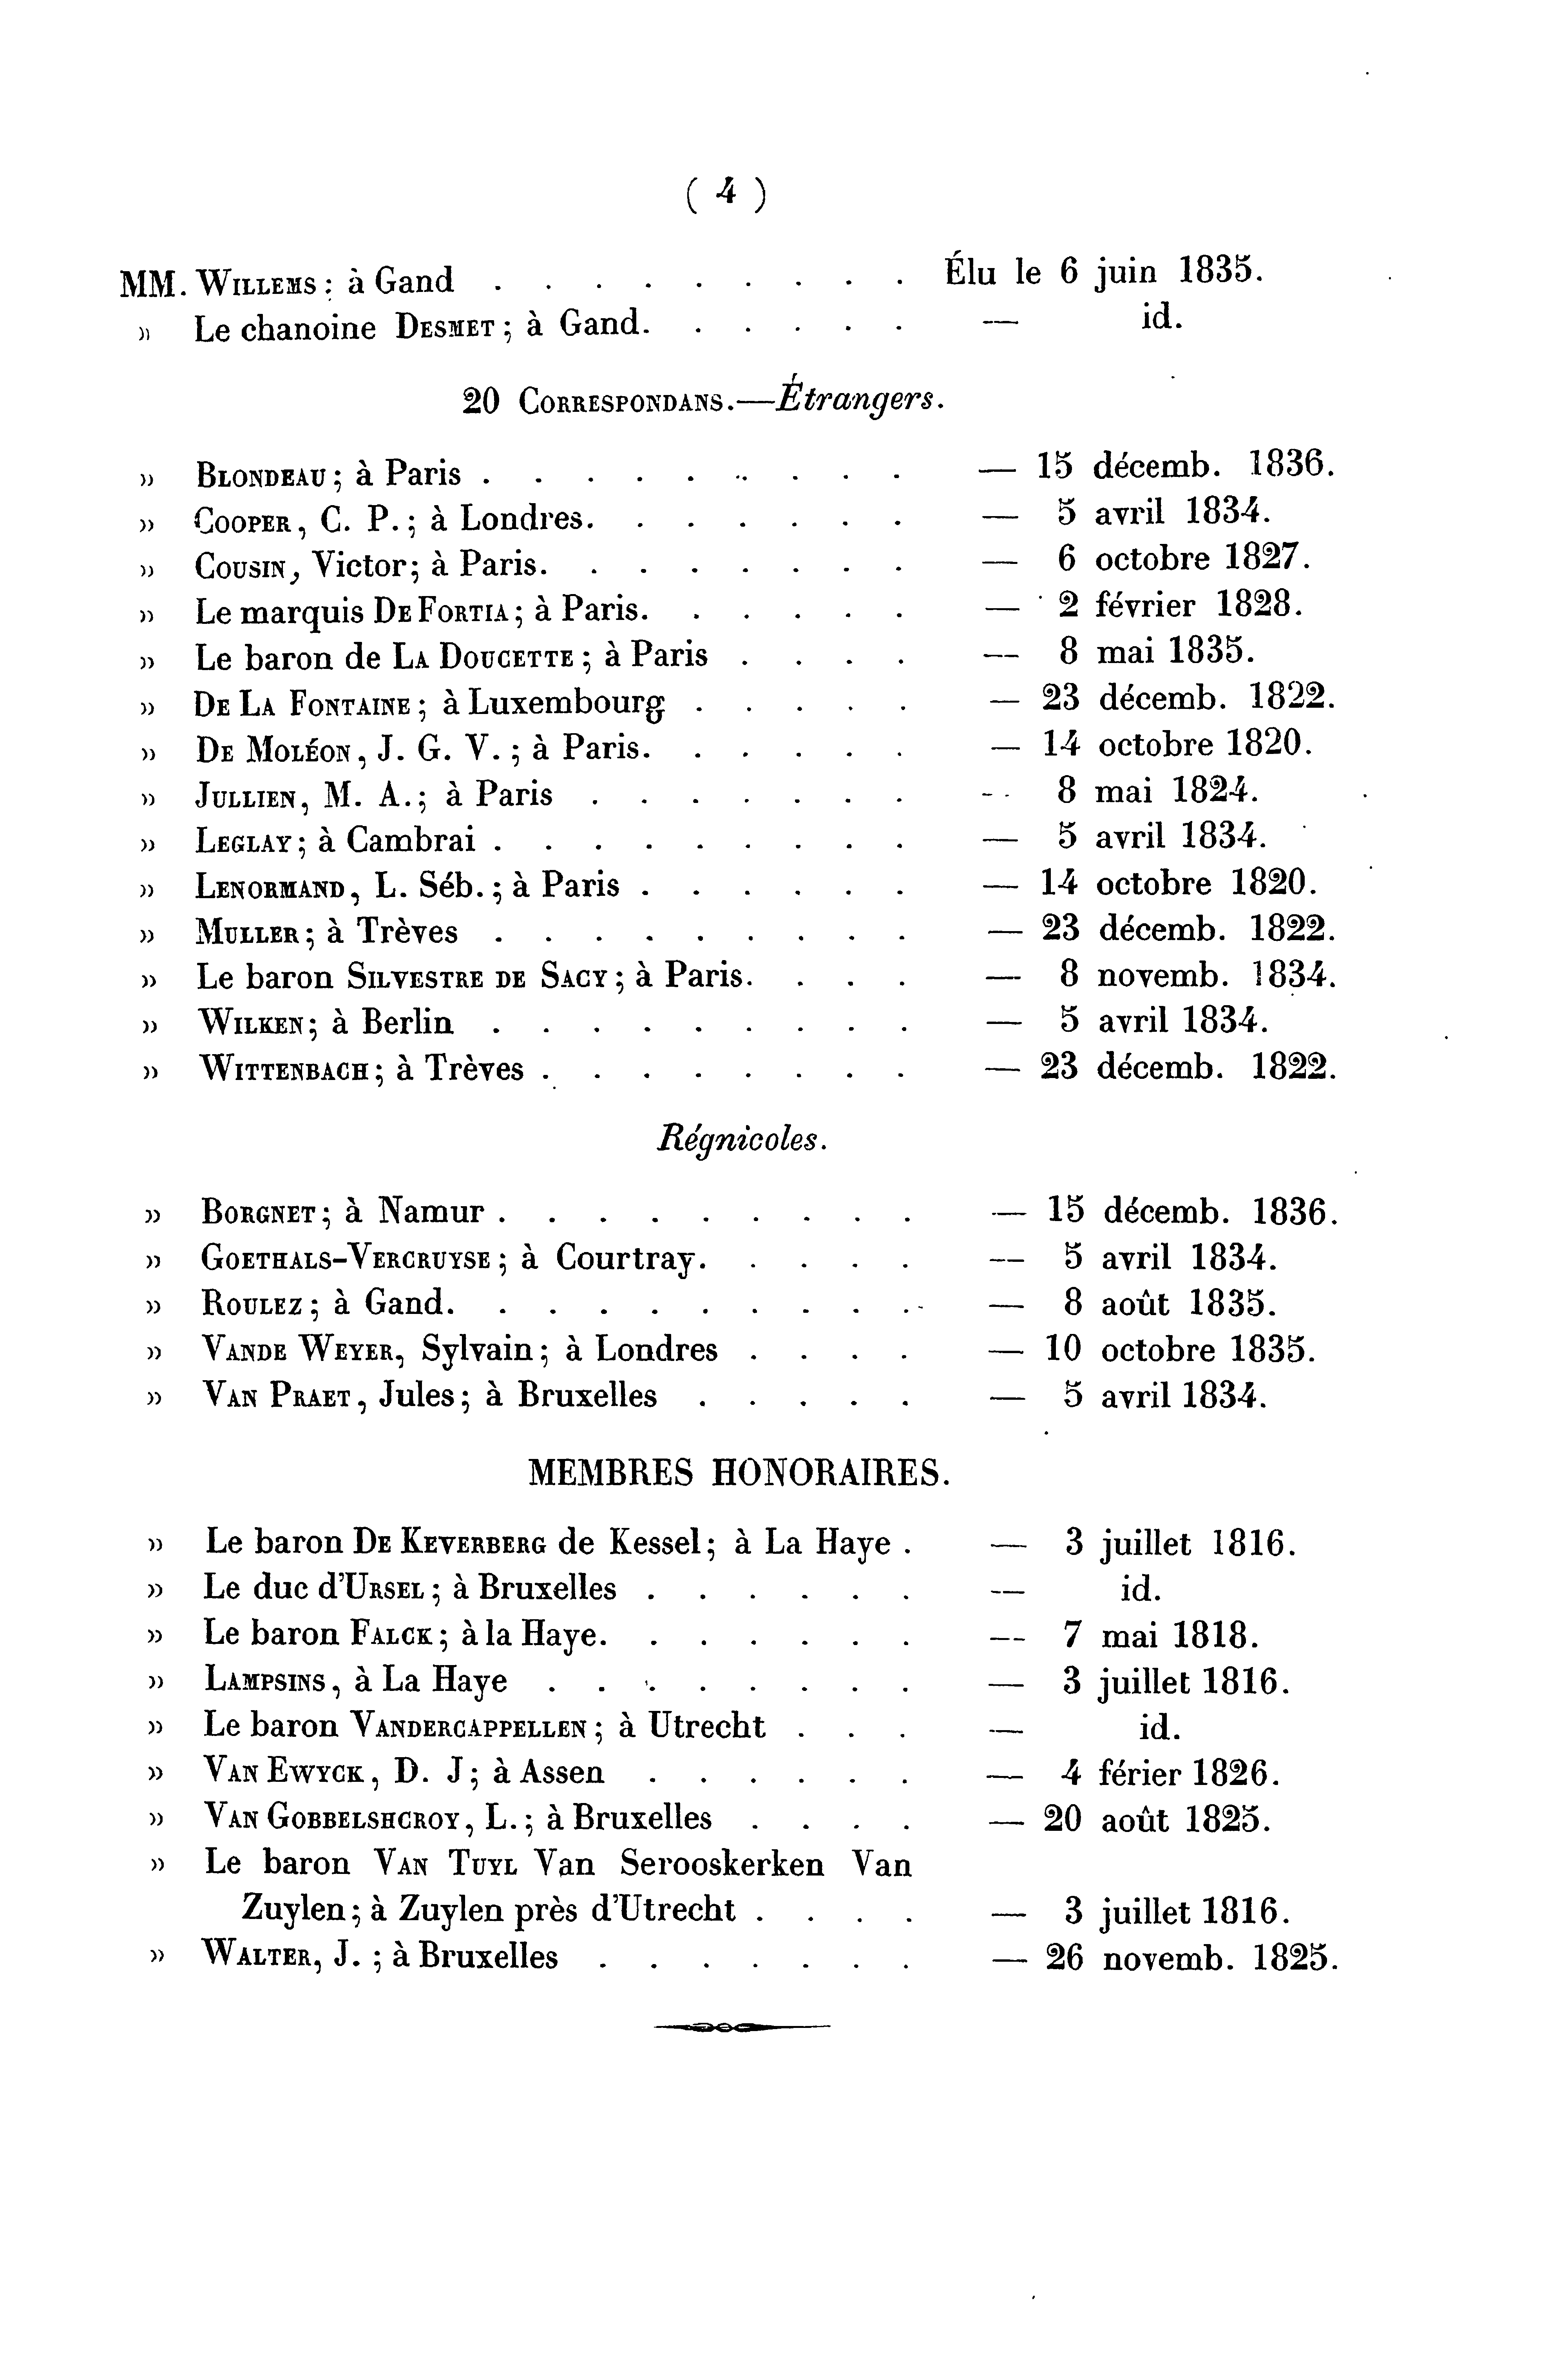 ( 4 )
MM. Willems ; à Gand . . . . . . . . . Élu le 6 juin 1835.
» Le chanoine Desmet ; à Gand. . . . . . — id.
20 Correspondans.—Étrangers.
» Blondeau ; à Paris . . . . . . . . . — 15 décemb. 1836.
» Cooper, C. P. ; à Londres. . . . . . . — 5 avril 1834.
» Cousin, Victor; à Paris. . . . . . . . — 6 octobre 1827.
» Le marquis De Fortia ; à Paris. . . . . . — 2 février 1828.
» Le baron de La Doucette ; à Paris . . . . — 8 mai 1835.
» De La Fontaine ; à Luxembourg . . . . . — 23 décemb. 1822.
» De Moléon, J. G. V. ; à Paris. . . . . . — 14 octobre 1820.
» Jullien, M. A. ; à Paris . . . . . . . — 8 mai 1824.
» Leglay ; à Cambrai . . . . . . . . . — 5 avril 1834.
» Lenormand, L. Séb. ; à Paris . . . . . . — 14 octobre 1820.
» Muller ; à Trèves . . . . . . . . . — 23 décemb. 1822.
» Le baron Silvestre de Sacy ; à Paris. . . . — 8 novemb. 1834.
» Wilken ; à Berlin . . . . . . . . . — 5 avril 1834.
» Wittenbach ; à Trèves . . . . . . . . — 23 décemb. 1822.
Régnicoles.
» Borgnet ; à Namur . . . . . . . . . — 15 décemb. 1836.
» Goethals-Vercruyse ; à Courtray. . . . . — 5 avril 1834.
» Roulez ; à Gand. . . . . . . . . . — 8 août 1835.
» Vande Weyer, Sylvain ; à Londres . . . . — 10 octobre 1835.
» Van Praet, Jules ; à Bruxelles . . . . . — 5 avril 1834.
MEMBRES HONORAIRES.
» Le baron De Keverberg de Kessel ; à La Haye . — 3 juillet 1816.
» Le duc d'Ursel ; à Bruxelles . . . . . . — id.
» Le baron Falck ; à la Haye. . . . . . . — 7 mai 1818.
» Lampsins, à La Haye . . . . . . . . — 3 juillet 1816.
» Le baron Vandercappellen ; à Utrecht . . . — id.
» Van Ewyck, D. J ; à Assen . . . . . . — 4 férier 1826.
» Van Gobbelshcroy, L. ; à Bruxelles . . . . — 20 août 1825.
» Le baron Van Tuyl Van Serooskerken Van
Zuylen ; à Zuylen près d'Utrecht . . . . — 3 juillet 1816.
» Walter, J. ; à Bruxelles . . . . . . . — 26 novemb. 1825.